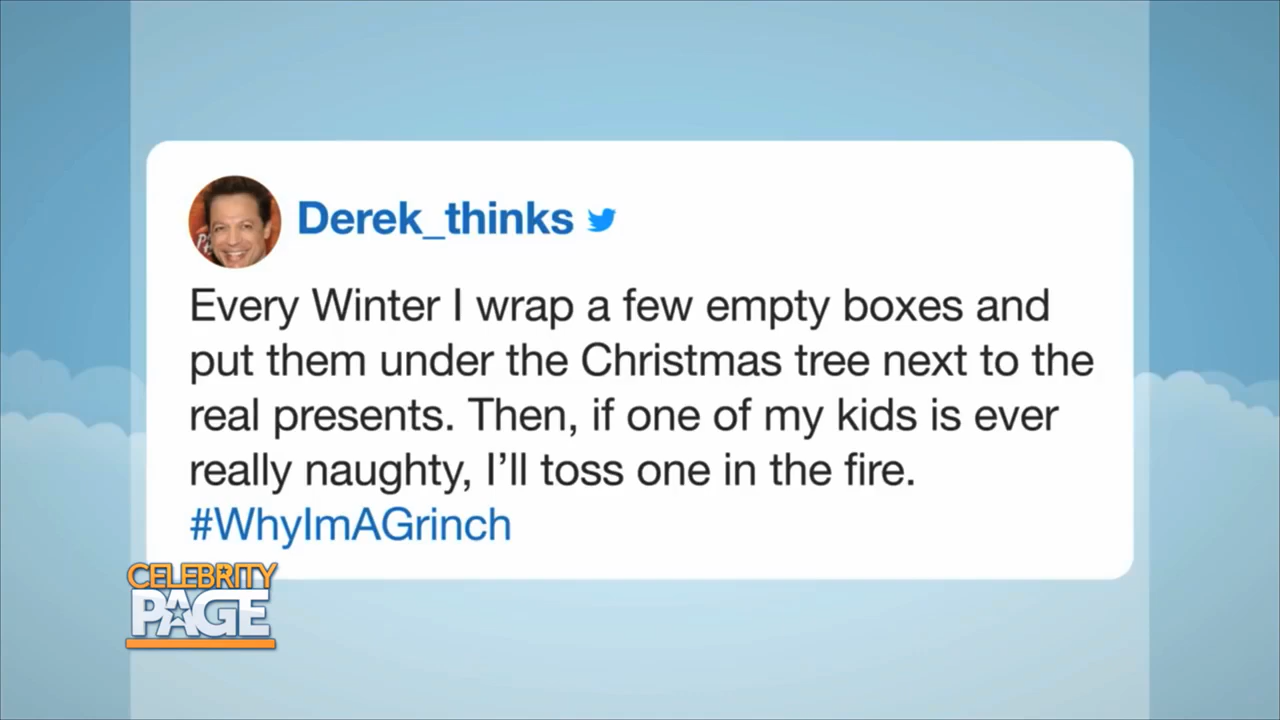 Derek_thinks
Every Winter I wrap a few empty boxes and
put them under the Christmas tree next to the
real presents. Then, if one of my kids is ever
really naughty, I’ll toss one in the fire.
#WhyImAGrinch
CELEBRITY
PAGE